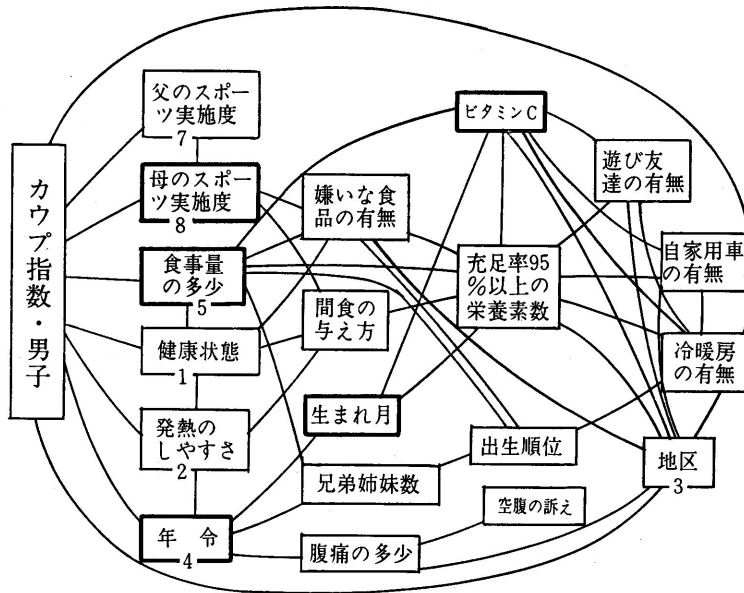 カウプ指数・男子
父のスポー
ツ実施度
7
母のスポー
ツ実施度
8
食事量
の多少
5
健康状態
1
発熱の
しやすさ
2
年 令
4
嫌いな食
品の有無
間食の
与え方
生まれ月
兄弟姉妹数
腹痛の多少
ビタミンC
充足率95
%以上の
栄養素数
出生順位
空腹の訴え
遊び友
達の有無
自家用車
の有無
冷暖房
の有無
地区
3